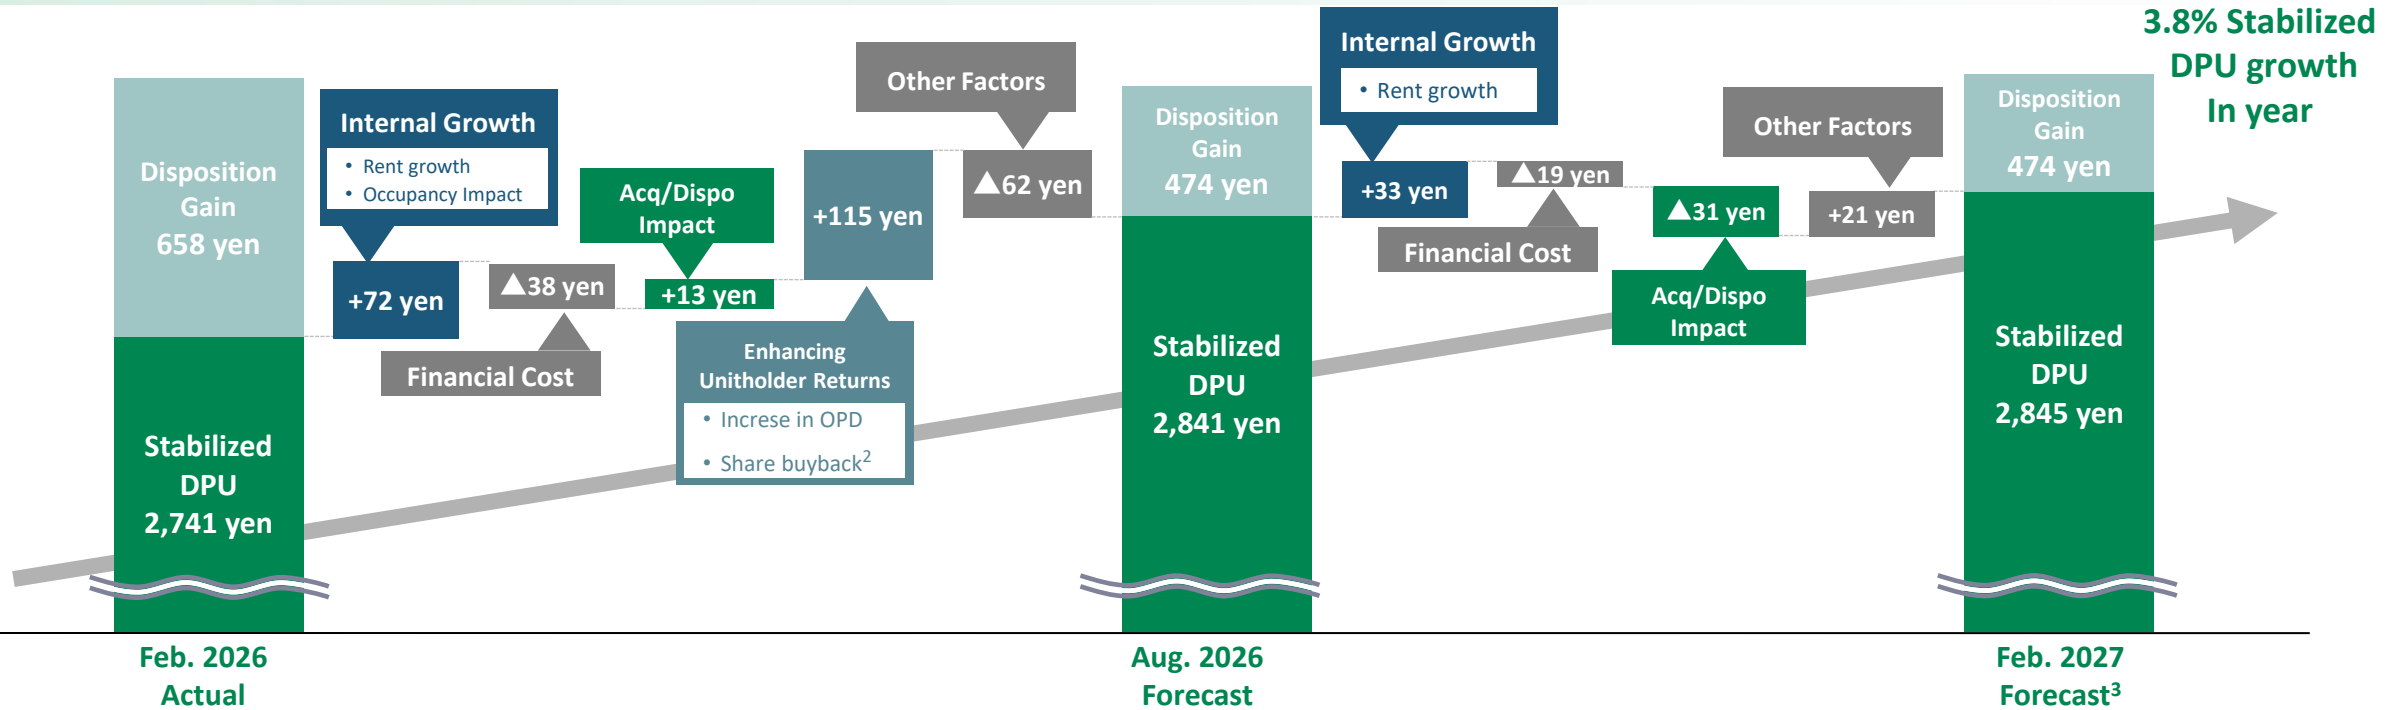 3.8% Stabilized
DPU growth
In year
Disposition
Gain
658 yen
Stabilized
DPU
2,741 yen
Internal Growth
• Rent growth
• Occupancy Impact
+72 yen
▲38 yen
Financial Cost
Acq/Dispo
Impact
+13 yen
+115 yen
Enhancing
Unitholder Returns
• Increse in OPD
• Share buyback²
Other Factors
▲62 yen
Disposition
Gain
474 yen
Stabilized
DPU
2,841 yen
Internal Growth
• Rent growth
+33 yen
▲19 yen
Financial Cost
▲31 yen
Acq/Dispo
Impact
Other Factors
+21 yen
Disposition
Gain
474 yen
Stabilized
DPU
2,845 yen
Feb. 2026
Actual
Aug. 2026
Forecast
Feb. 2027
Forecast³